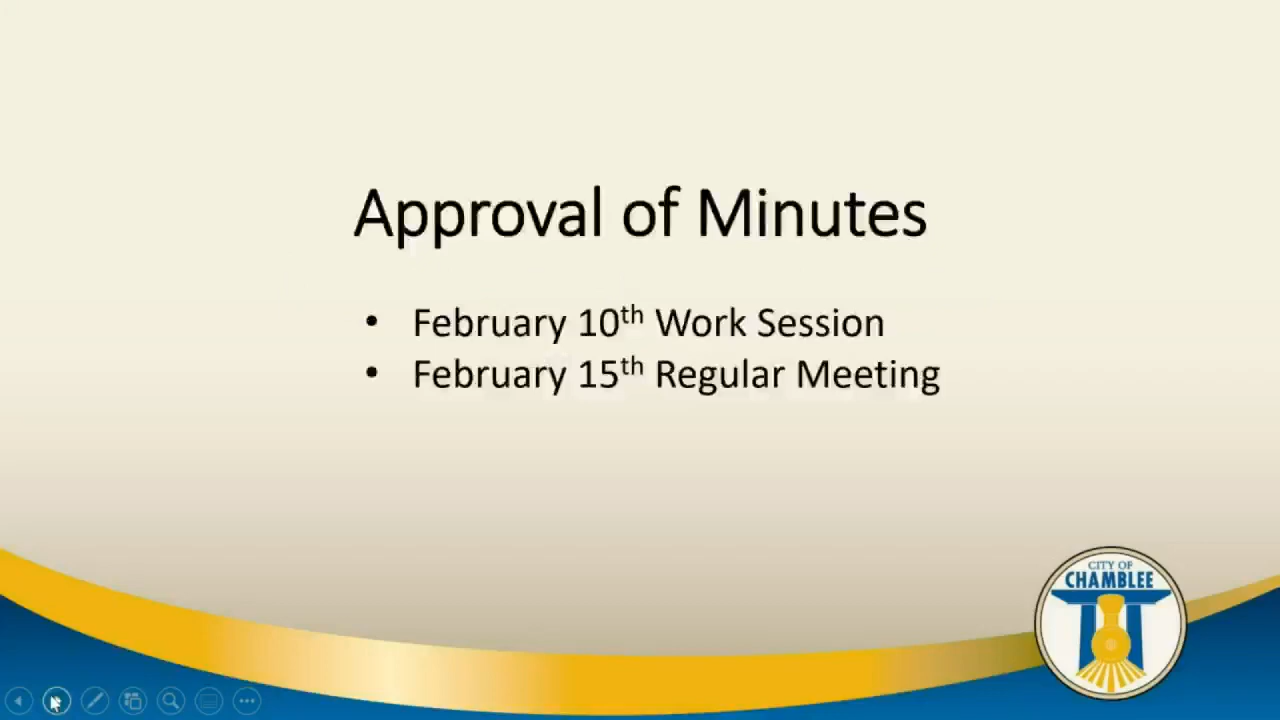 Approval of Minutes
• February 10th Work Session
• February 15th Regular Meeting
CITY OF
CHAMBLEE